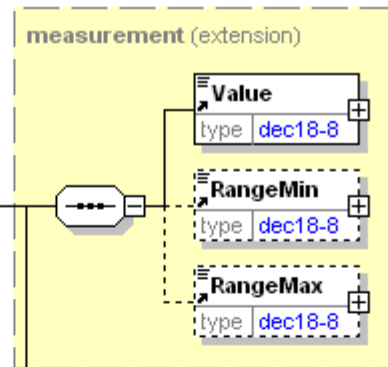 measurement (extension)
Value
type dec18-8
RangeMin
type dec18-8
RangeMax
type dec18-8